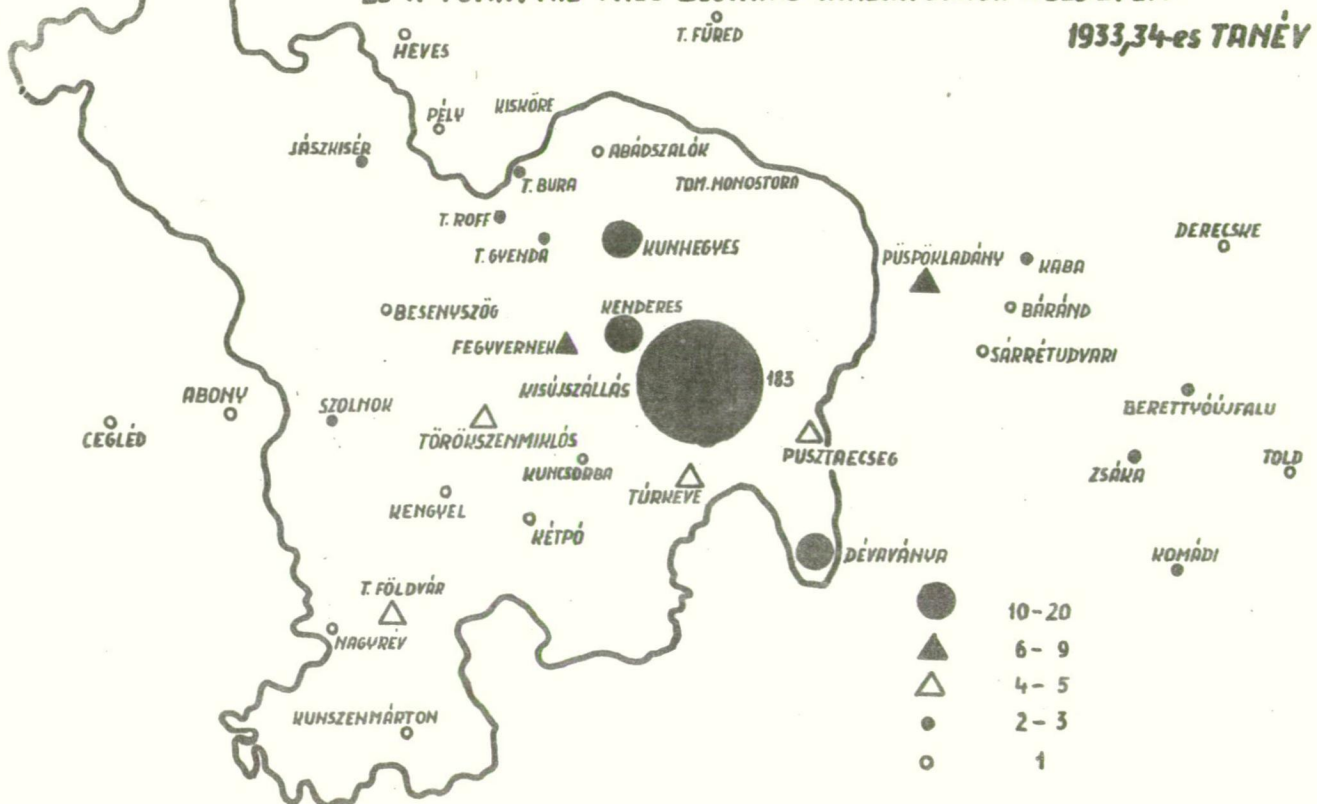 1933,34-es TANÉV
T. FÜRED
HEVES
PÉLY
KISKÖRE
JÁSZKISÉR
ABÁDSZALÓK
T. BURA
TOM. MONOSTORA
T. ROFF
T. GYENDA
KUNHEGYES
DERECSKE
PÜSPÖKLADÁNY
KABA
BESENYSZÖG
KENDERES
BÁRÁND
FEGYVERNEK
SÁRRÉTUDVARI
KISÚJSZÁLLÁS
183
ABONY
SZOLNOK
BERETTYÓÚJFALU
CEGLÉD
TÖRÖKSZENMIKLÓS
PUSZTAECSEG
KUNCSORBA
ZSÁKA
TOLD
TÚRKEVE
KENGYEL
KÉTPÓ
DÉVAVÁNYA
KOMÁDI
T. FÖLDVÁR
NAGYRÉV
KUNSZENMÁRTON
10-20
6- 9
4- 5
2- 3
1